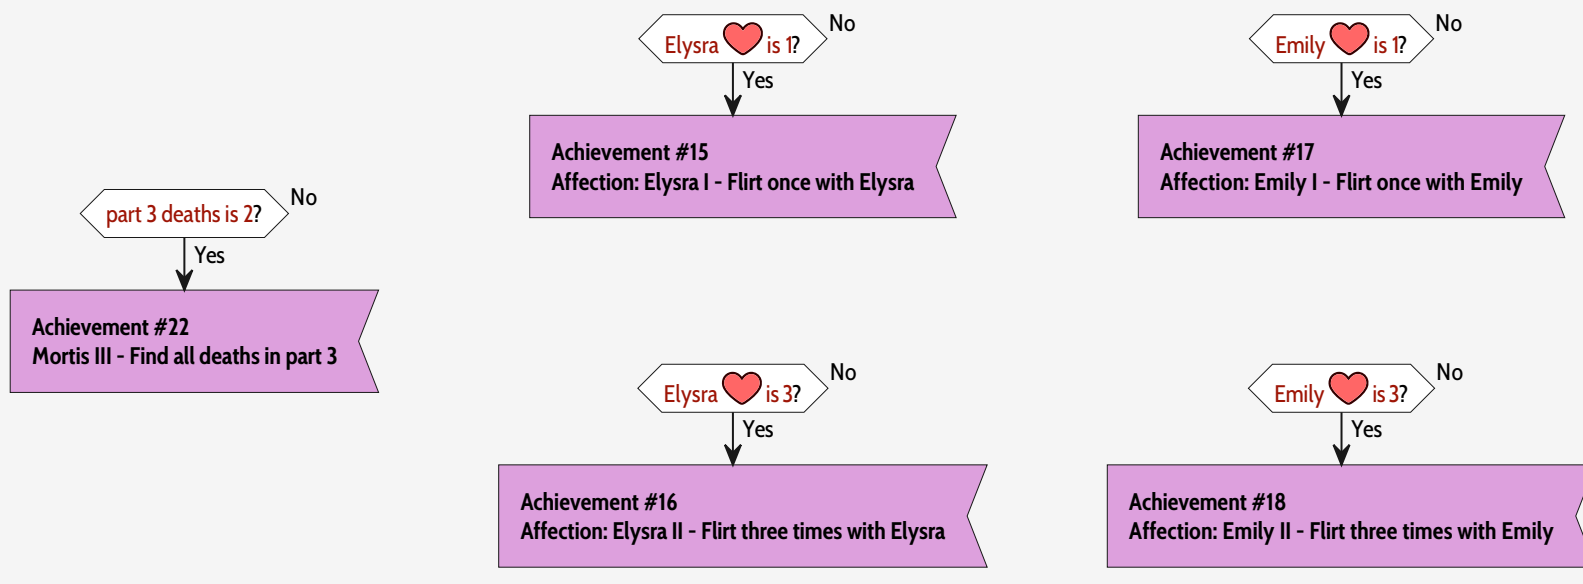 part 3 deaths is 2?
No
Yes
Achievement #22
Mortis III - Find all deaths in part 3
Elysra is 1?
No
Yes
Achievement #15
Affection: Elysra I - Flirt once with Elysra
Elysra is 3?
No
Yes
Achievement #16
Affection: Elysra II - Flirt three times with Elysra
Emily is 1?
No
Yes
Achievement #17
Affection: Emily I - Flirt once with Emily
Emily is 3?
No
Yes
Achievement #18
Affection: Emily II - Flirt three times with Emily